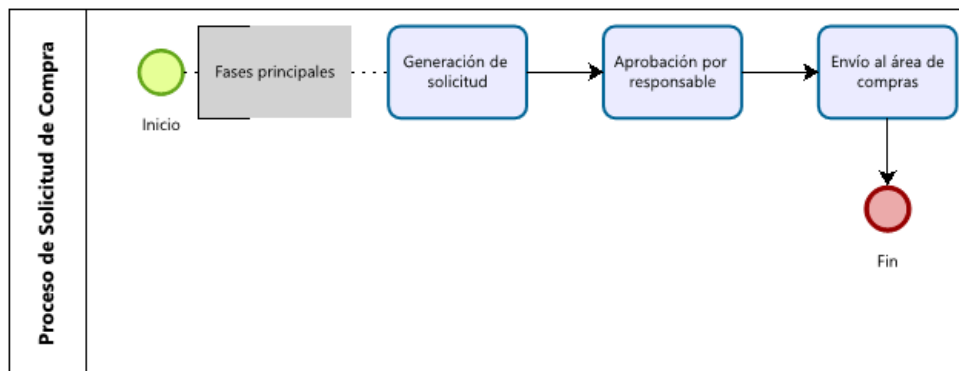 Proceso de Solicitud de Compra
Inicio
Fases principales
Generación de
solicitud
Aprobación por
responsable
Envío al área de
compras
Fin